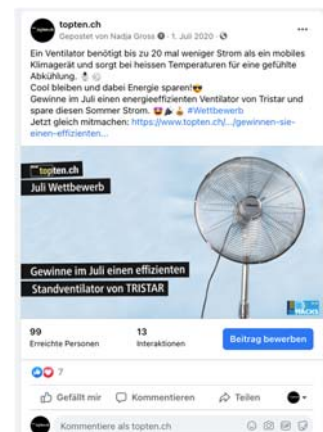 topten.ch
Gepostet von Nadja Gross
· 1. Juli 2020 ·
Ein Ventilator benötigt bis zu 20 mal weniger Strom als ein mobiles
Klimagerät und sorgt bei heissen Temperaturen für eine gefühlte
Abkühlung.
Cool bleiben und dabei Energie sparen!
Gewinne im Juli einen energieeffizienten Ventilator von Tristar und
spare diesen Sommer Strom. #Wettbewerb
Jetzt gleich mitmachen: https://www.topten.ch/.../gewinnen-sie-
einen-effizienten...
topten.ch
Juli Wettbewerb
Gewinne im Juli einen effizienten
Standventilator von TRISTAR
99
Erreichte Personen
13
Interaktionen
Beitrag bewerben
7
Gefällt mir
Kommentieren
Teilen
Kommentiere als topten.ch